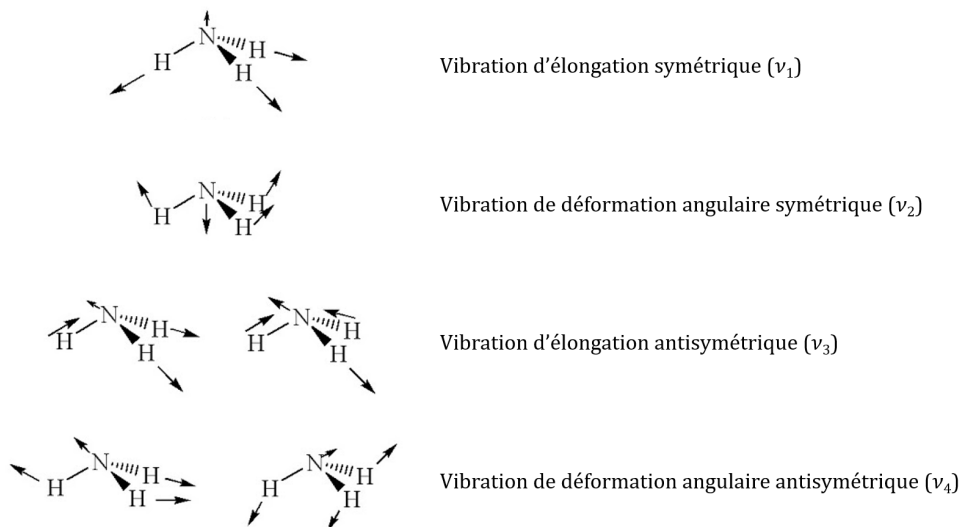 N
H H
H
Vibration d’élongation symétrique (ν₁)
N
H H
H
Vibration de déformation angulaire symétrique (ν₂)
N N
H H H H
H H
Vibration d’élongation antisymétrique (ν₃)
N N
H H H H
H H
Vibration de déformation angulaire antisymétrique (ν₄)